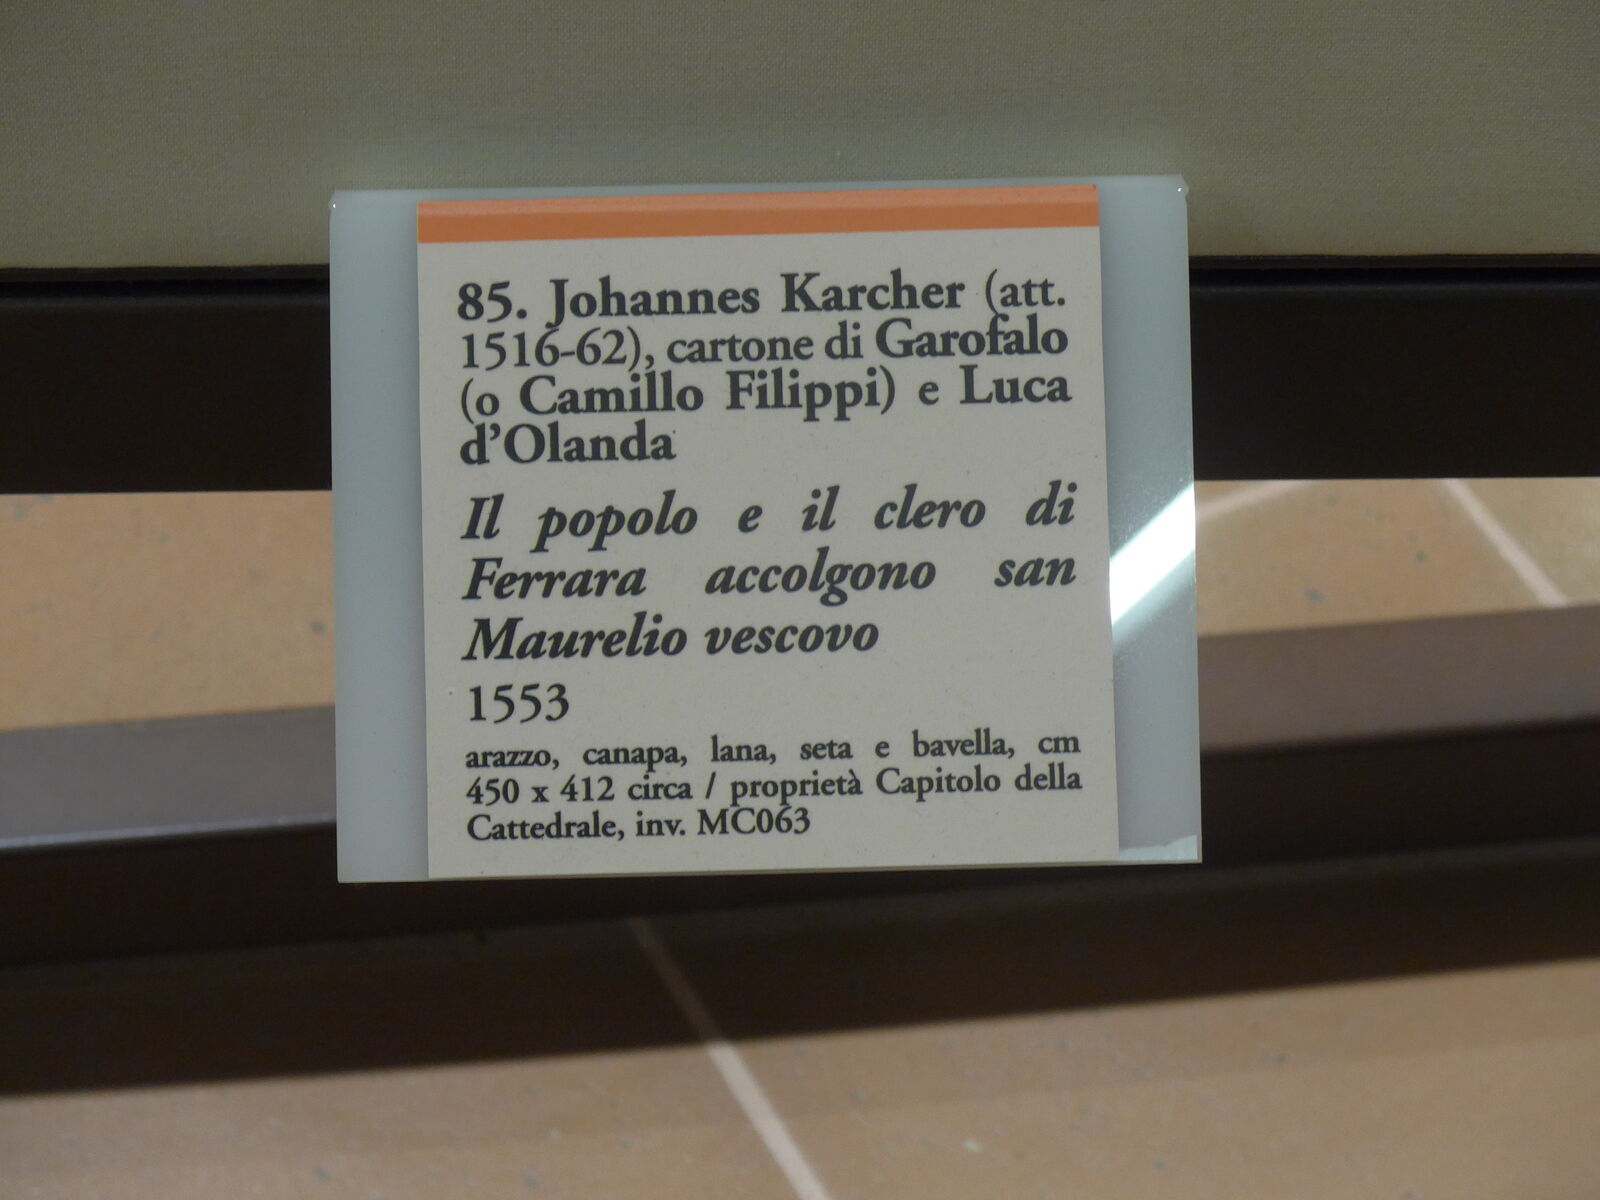 85. Johannes Karcher (att.
1516-62), cartone di Garofalo
(o Camillo Filippi) e Luca
d’Olanda
Il popolo e il clero di
Ferrara accolgono san
Maurelio vescovo
1553
arazzo, canapa, lana, seta e bavella, cm
450 x 412 circa / proprietà Capitolo della
Cattedrale, inv. MC063